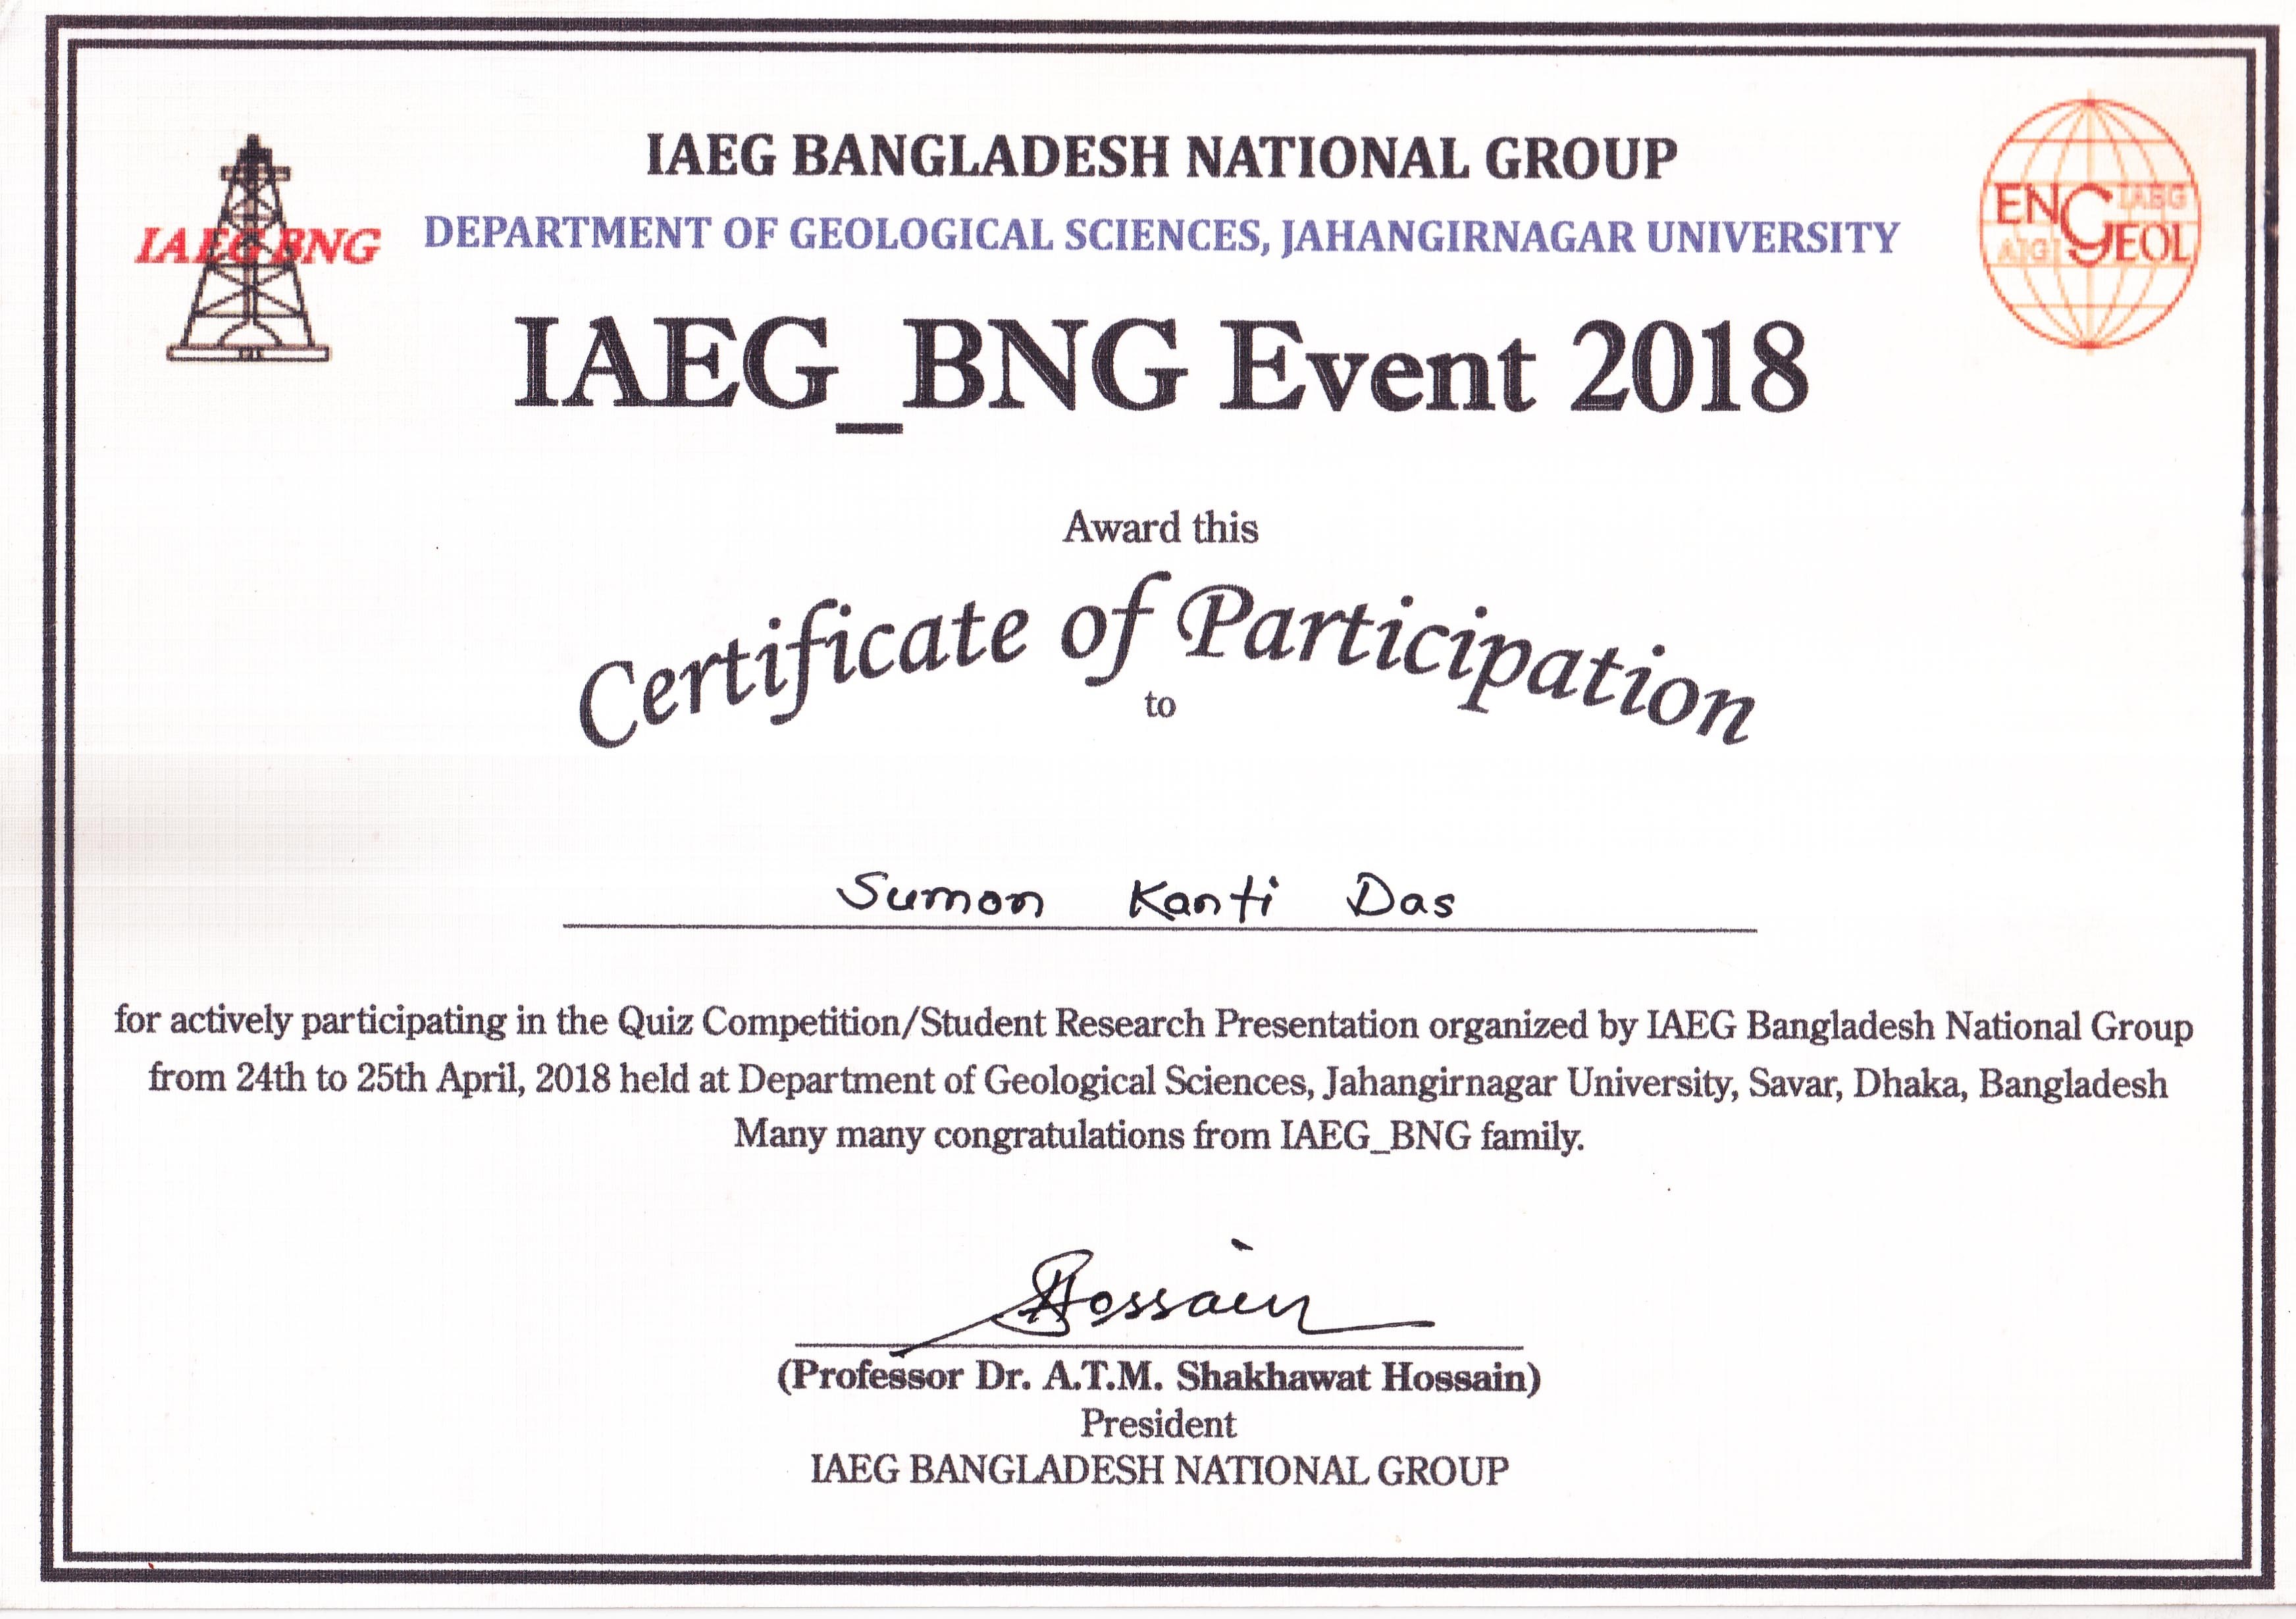 IAEG BANGLADESH NATIONAL GROUP
IAEG-BNG
DEPARTMENT OF GEOLOGICAL SCIENCES, JAHANGIRNAGAR UNIVERSITY
ENGEOL
IAEG
AIGI
IAEG_BNG Event 2018
Award this
Certificate of Participation
to
Sumon Kanti Das
for actively participating in the Quiz Competition/Student Research Presentation organized by IAEG Bangladesh National Group
from 24th to 25th April, 2018 held at Department of Geological Sciences, Jahangirnagar University, Savar, Dhaka, Bangladesh
Many many congratulations from IAEG_BNG family.
SHossain
(Professor Dr. A.T.M. Shakhawat Hossain)
President
IAEG BANGLADESH NATIONAL GROUP